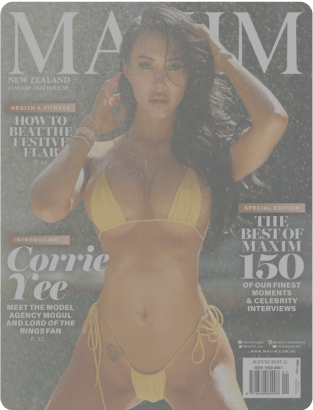 MAXIM
NEW ZEALAND
HEALTH & FITNESS
HOW TO
BEAT THE
FESTIVE
FLAB
SPECIAL EDITION
THE
BEST OF
MAXIM
150
OF OUR FINEST
MOMENTS
& CELEBRITY
INTERVIEWS
INTRODUCING...
Corrie
Yee
MEET THE MODEL
AGENCY MOGUL
AND LORD OF THE
RINGS FAN